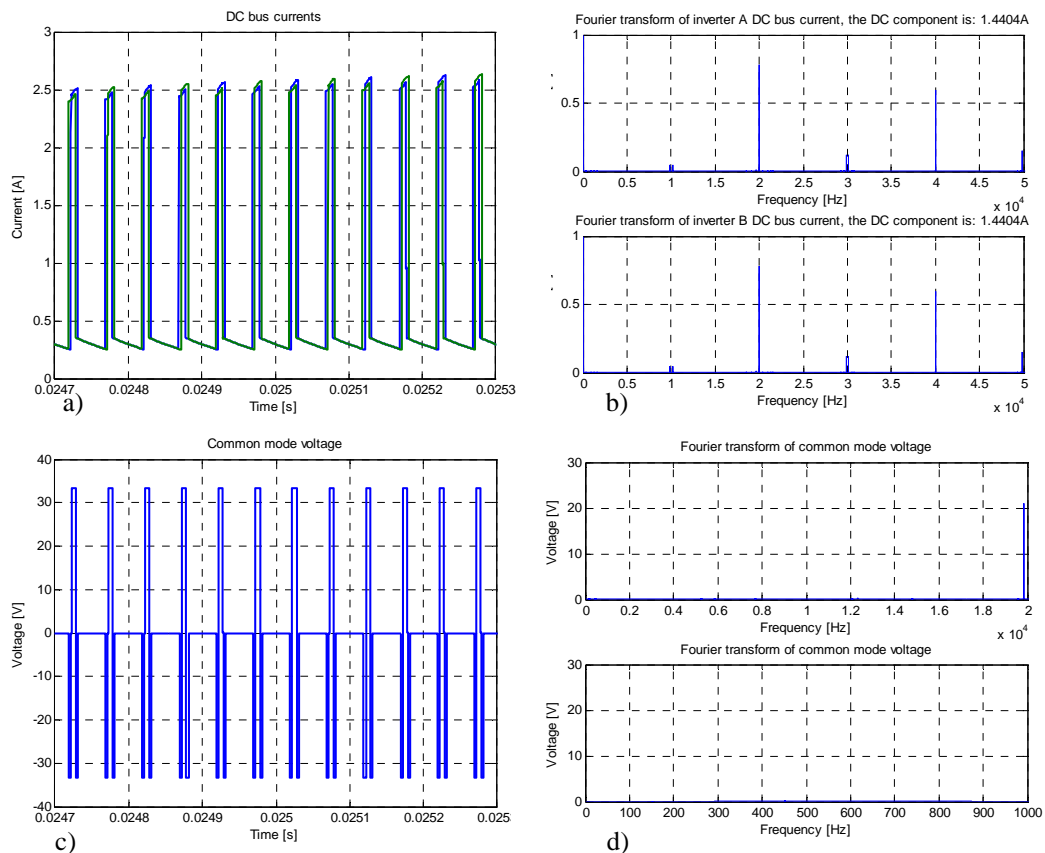 DC bus currents
3
2.5
2
1.5
1
0.5
0
Current [A]
0.0247 0.0248 0.0249 0.025 0.0251 0.0252 0.0253
Time [s]
a)
Fourier transform of inverter A DC bus current, the DC component is: 1.4404A
1
0.5
0
0 0.5 1 1.5 2 2.5 3 3.5 4 4.5 5
Frequency [Hz]
x 10^4
Fourier transform of inverter B DC bus current, the DC component is: 1.4404A
1
0.5
0
0 0.5 1 1.5 2 2.5 3 3.5 4 4.5 5
Frequency [Hz]
x 10^4
b)
Common mode voltage
40
30
20
10
0
-10
-20
-30
-40
Voltage [V]
0.0247 0.0248 0.0249 0.025 0.0251 0.0252 0.025
Time [s]
c)
Fourier transform of common mode voltage
30
20
10
0
Voltage [V]
0 0.2 0.4 0.6 0.8 1 1.2 1.4 1.6 1.8 2
Frequency [Hz]
x 10^4
Fourier transform of common mode voltage
30
20
10
0
Voltage [V]
0 100 200 300 400 500 600 700 800 900 1000
Frequency [Hz]
d)